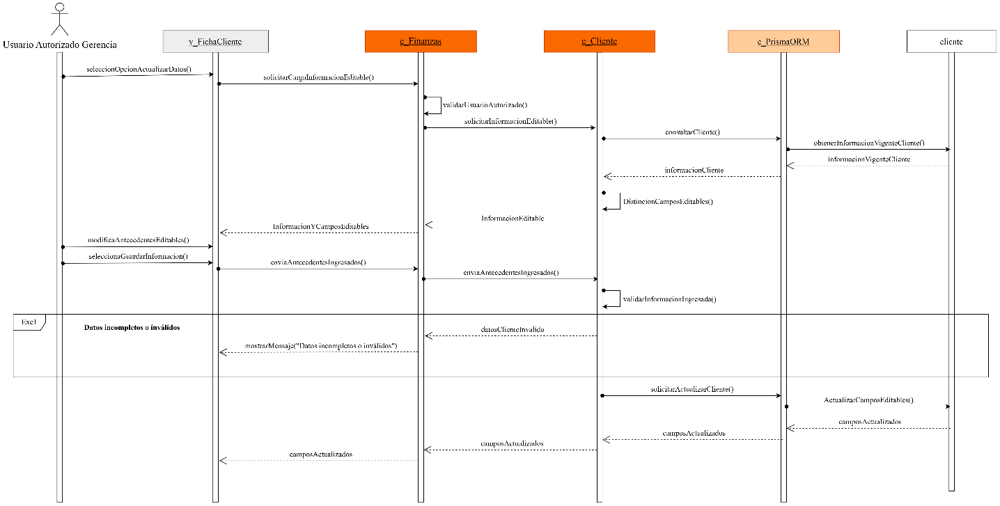 Usuario Autorizado Gerencia
v_FichaCliente
c_Finanzas
c_Cliente
c_PrismaORM
cliente
seleccionOpcionActualizarDatos()
solicitarCargaInformacionEditable()
validarUsuarioAutorizado()
solicitarInformacionEditable()
consultarCliente()
obtenerInformacionVigenteCliente()
informacionVigenteCliente
informacionCliente
DistincionCamposEditables()
InformacionEditable
InformacionYCamposEditables
modificaAntecedentesEditables()
seleccionaGuardarInformacion()
enviaAntecedentesIngresados()
enviaAntecedentesIngresados()
validarInformacionIngresada()
Exc1
Datos incompletos o inválidos
datosClienteInvalido
mostrarMensaje("Datos incompletos o inválidos")
solicitarActualizarCliente()
ActualizarCamposEditables()
camposActualizados
camposActualizados
camposActualizados
camposActualizados